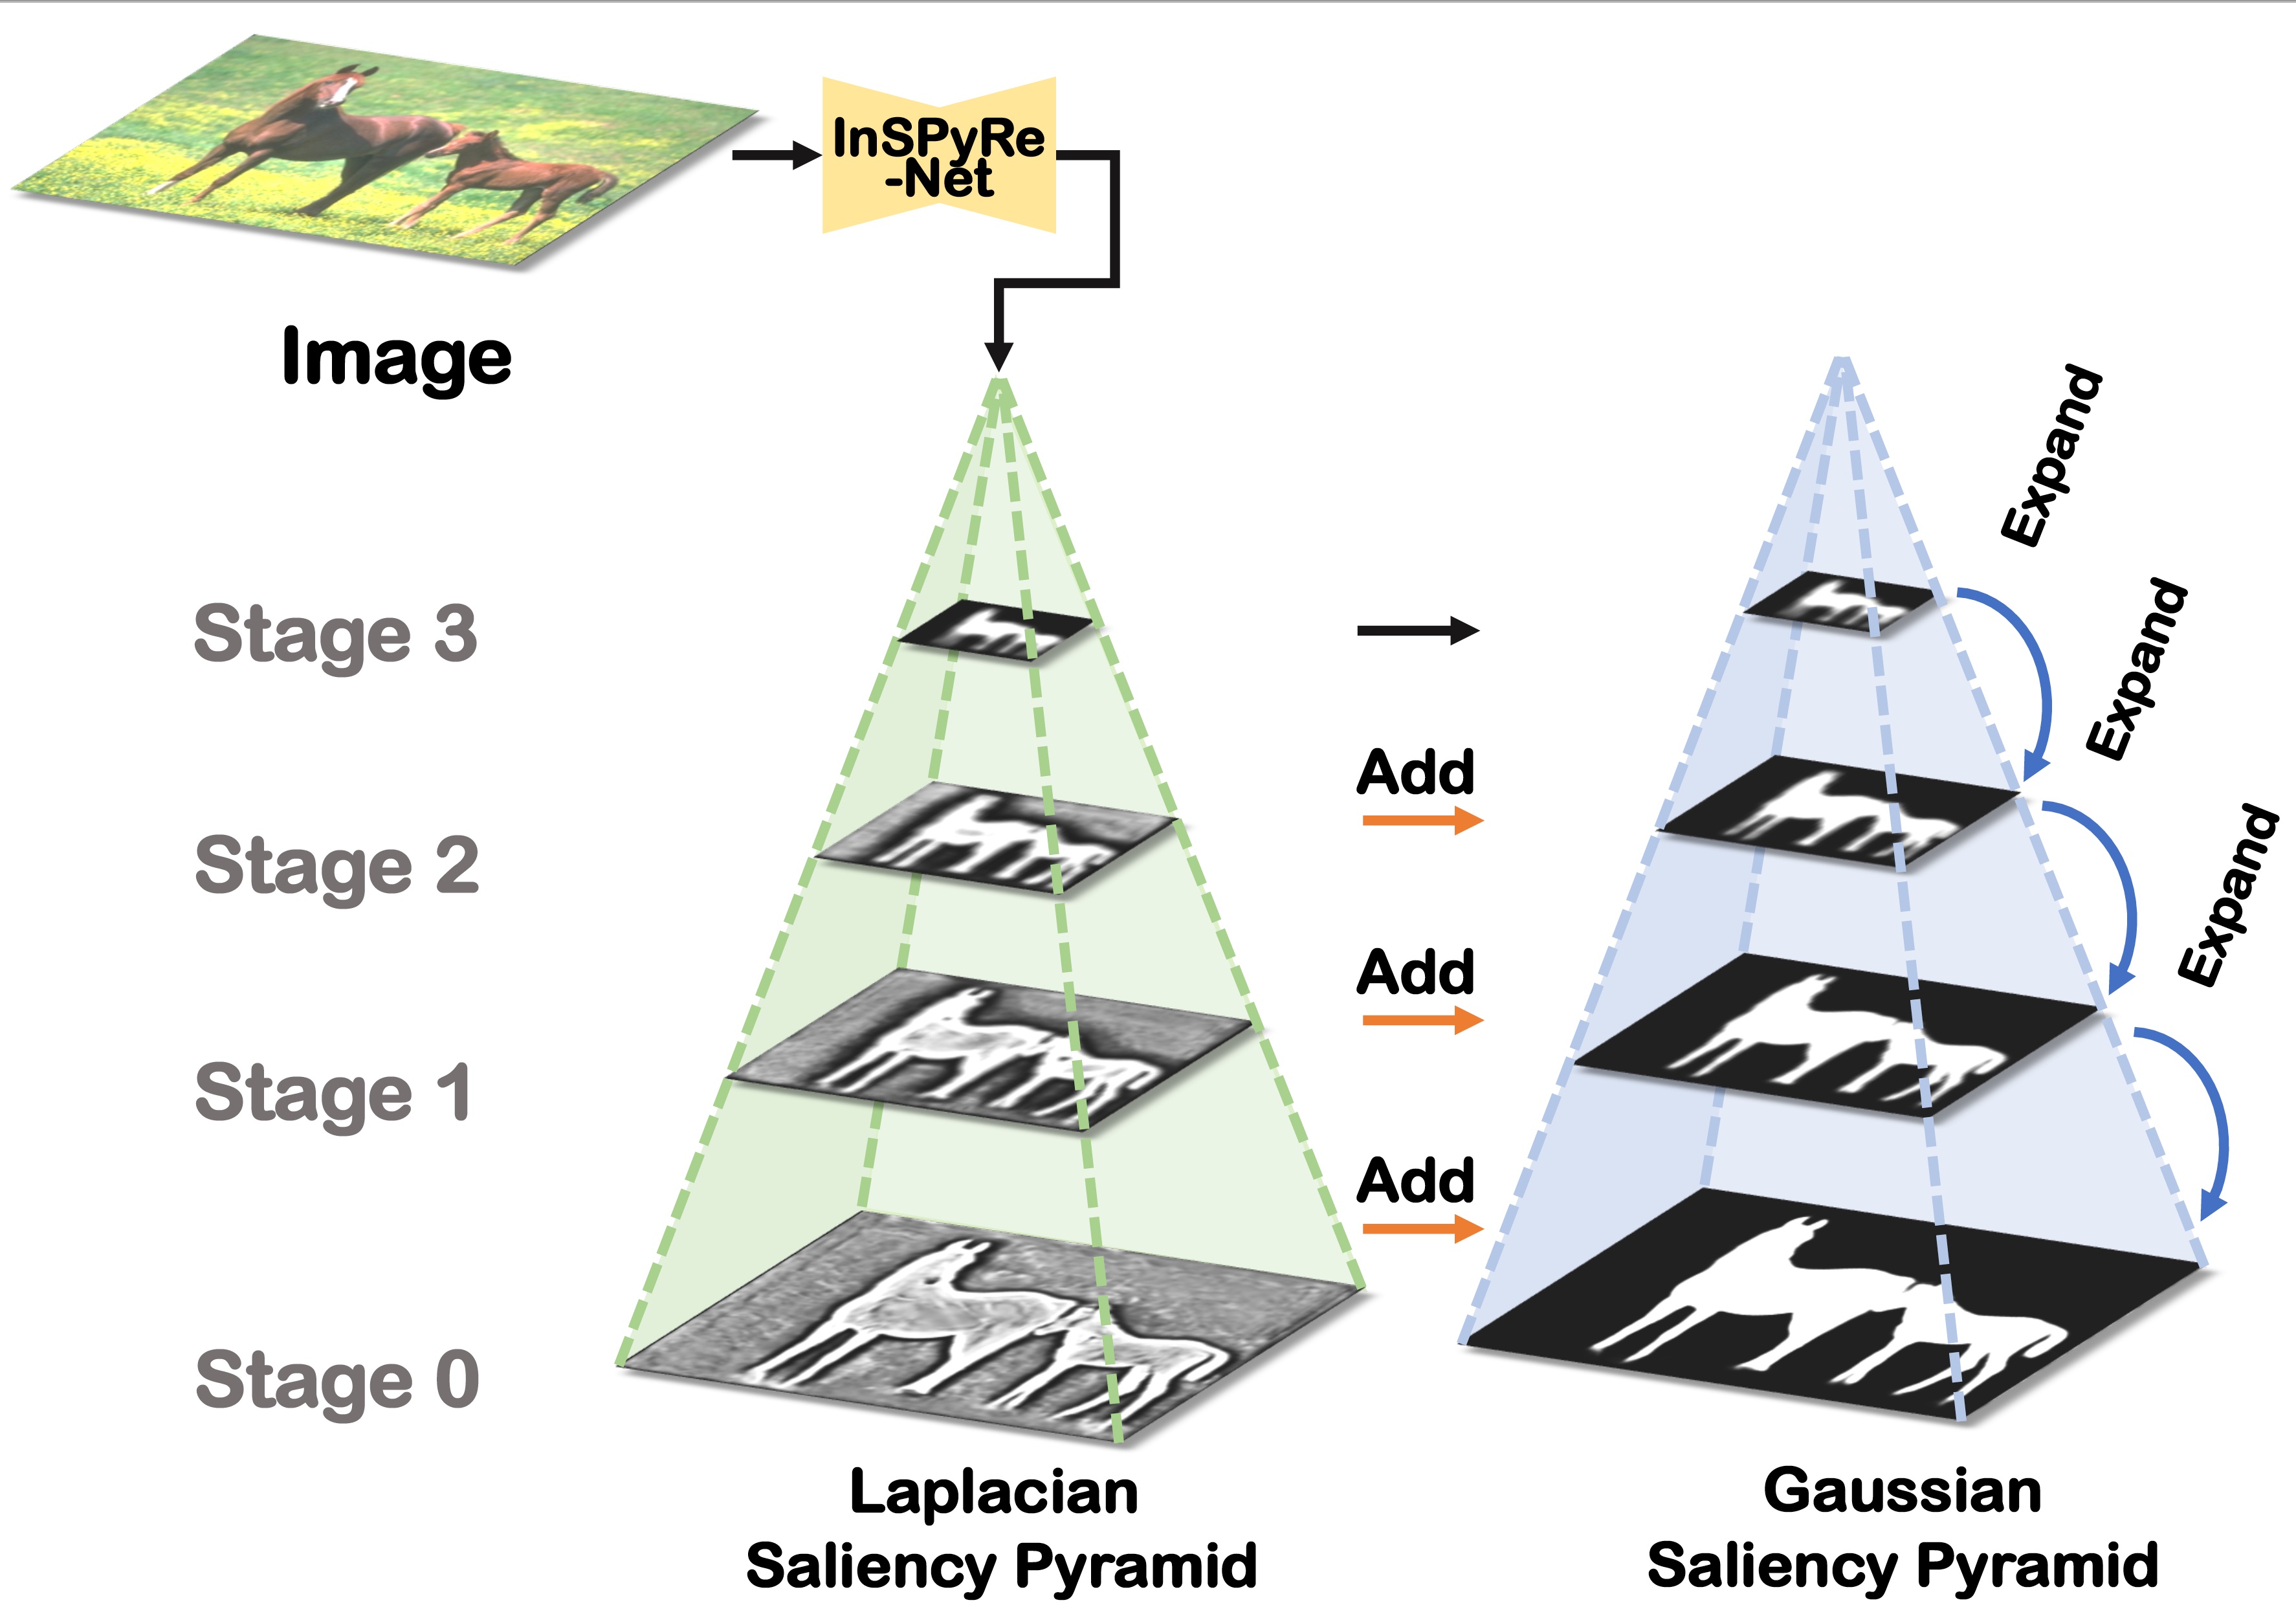 InSPyRe
-Net
Image
Expand
Expand
Expand
Stage 3
Stage 2
Stage 1
Stage 0
Add
Add
Add
Laplacian
Saliency Pyramid
Gaussian
Saliency Pyramid